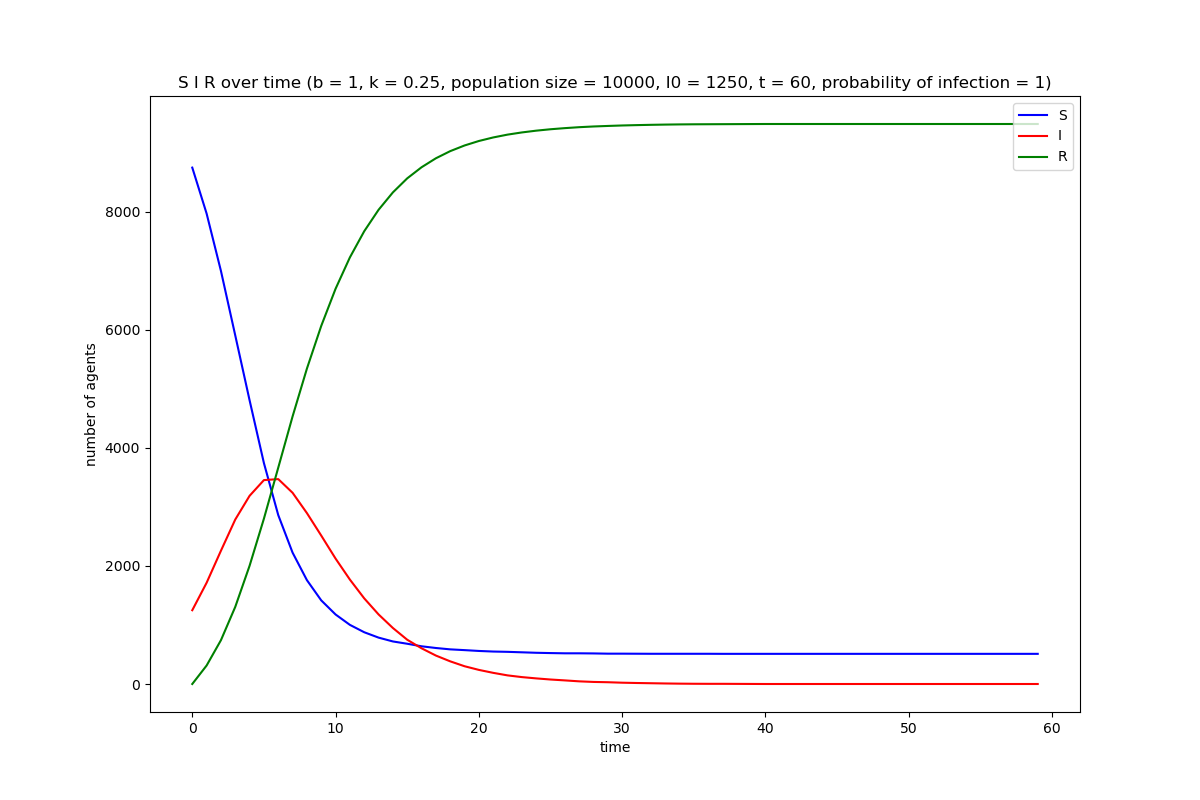 S I R over time (b = 1, k = 0.25, population size = 10000, I0 = 1250, t = 60, probability of infection = 1)
S
I
R
8000
6000
4000
2000
0
number of agents
0 10 20 30 40 50 60
time